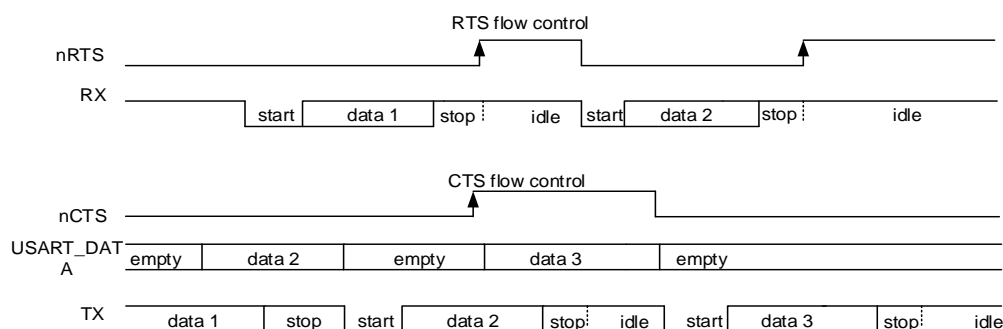 RTS flow control
nRTS
RX
start data 1 stop idle start data 2 stop idle
CTS flow control
nCTS
USART_DAT
A
empty data 2 empty data 3 empty
TX
data 1 stop start data 2 stop idle start data 3 stop idle